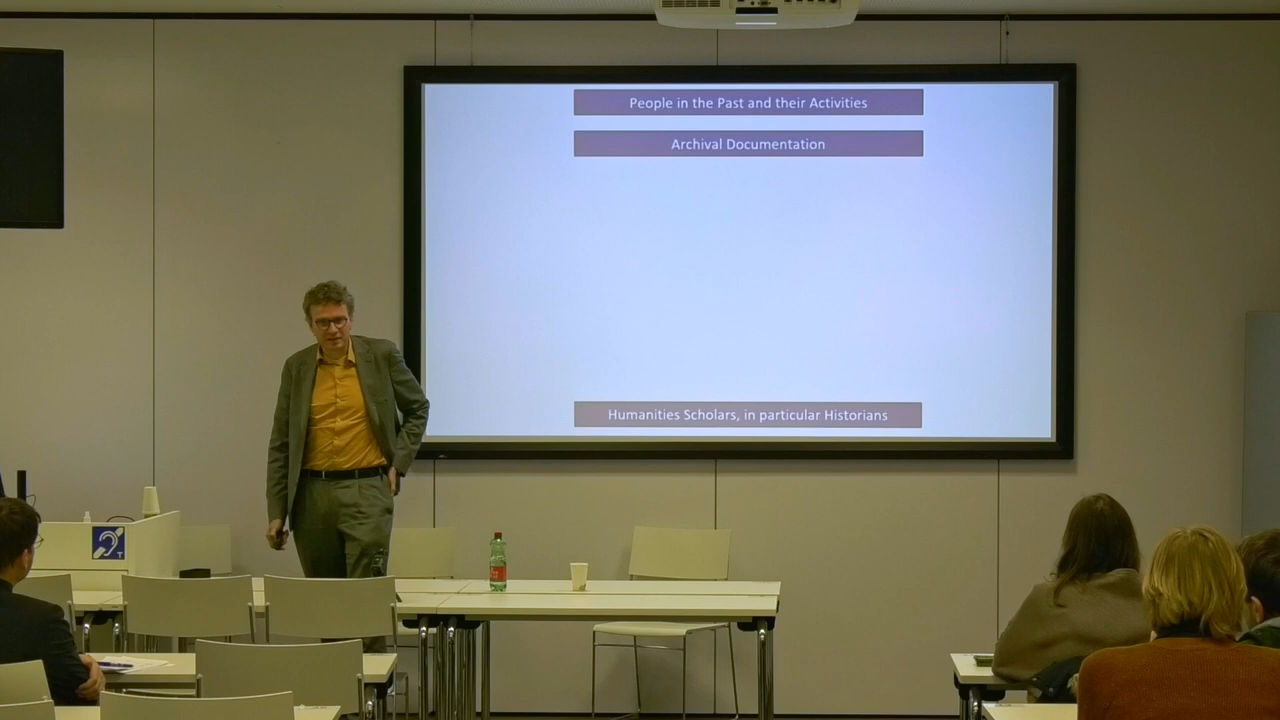 People in the Past and their Activities
Archival Documentation
Humanities Scholars, in particular Historians
T